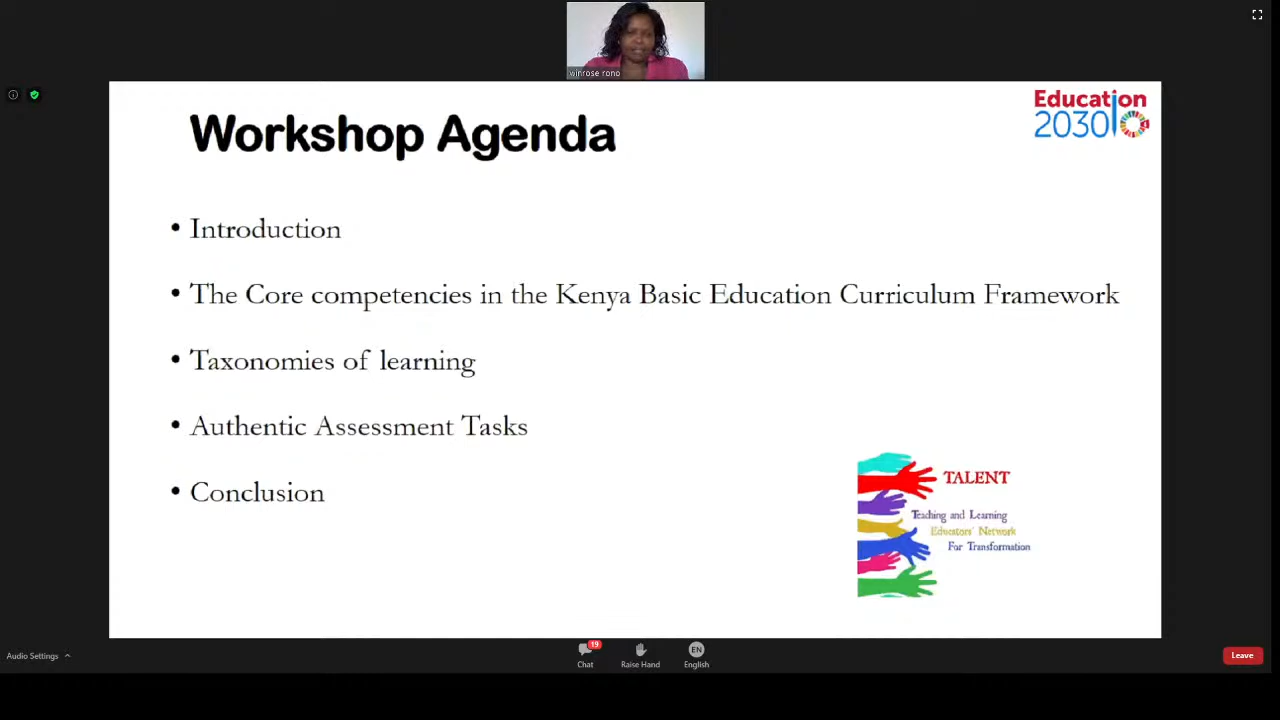 winrose rono
Education
2030
Workshop Agenda
• Introduction
• The Core competencies in the Kenya Basic Education Curriculum Framework
• Taxonomies of learning
• Authentic Assessment Tasks
• Conclusion
TALENT
Teaching and Learning
Educators' Network
For Transformation
Audio Settings
19
Chat
Raise Hand
EN
English
Leave